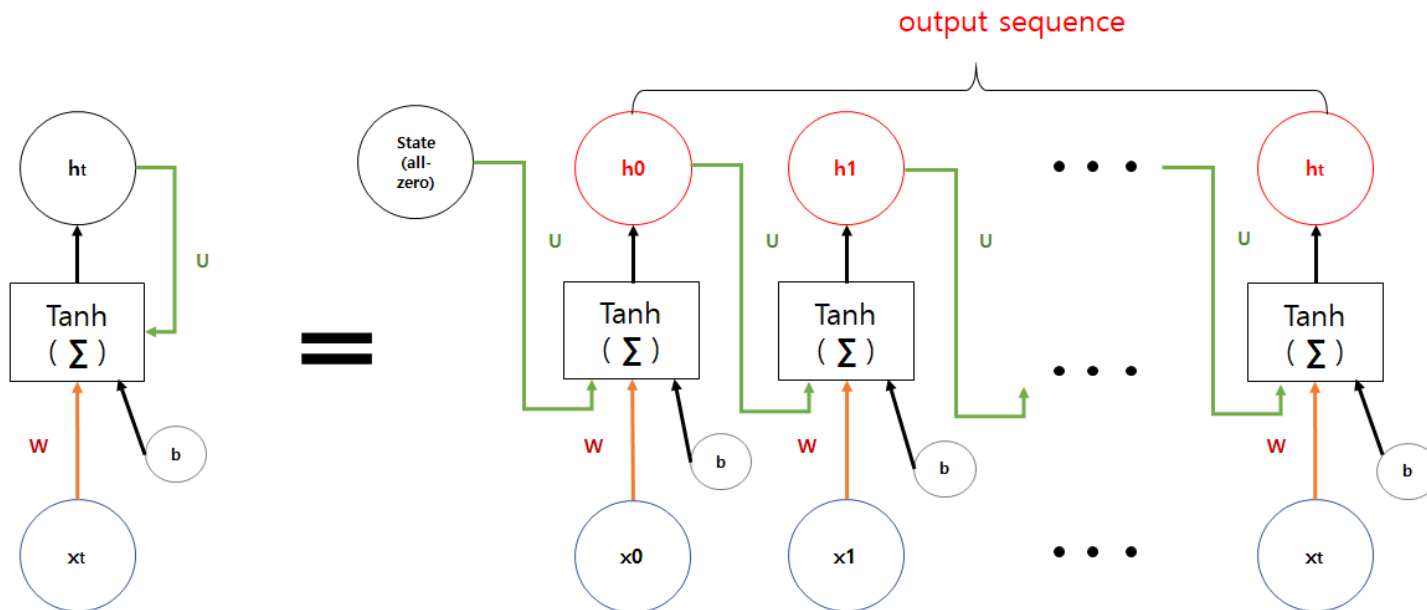 output sequence
ht
State
(all-
zero)
h0
h1
• • •
ht
U
U
U
U
Tanh
( Σ )
=
Tanh
( Σ )
Tanh
( Σ )
• • •
Tanh
( Σ )
W
b
W
b
W
b
W
b
xt
x0
x1
• • •
xt